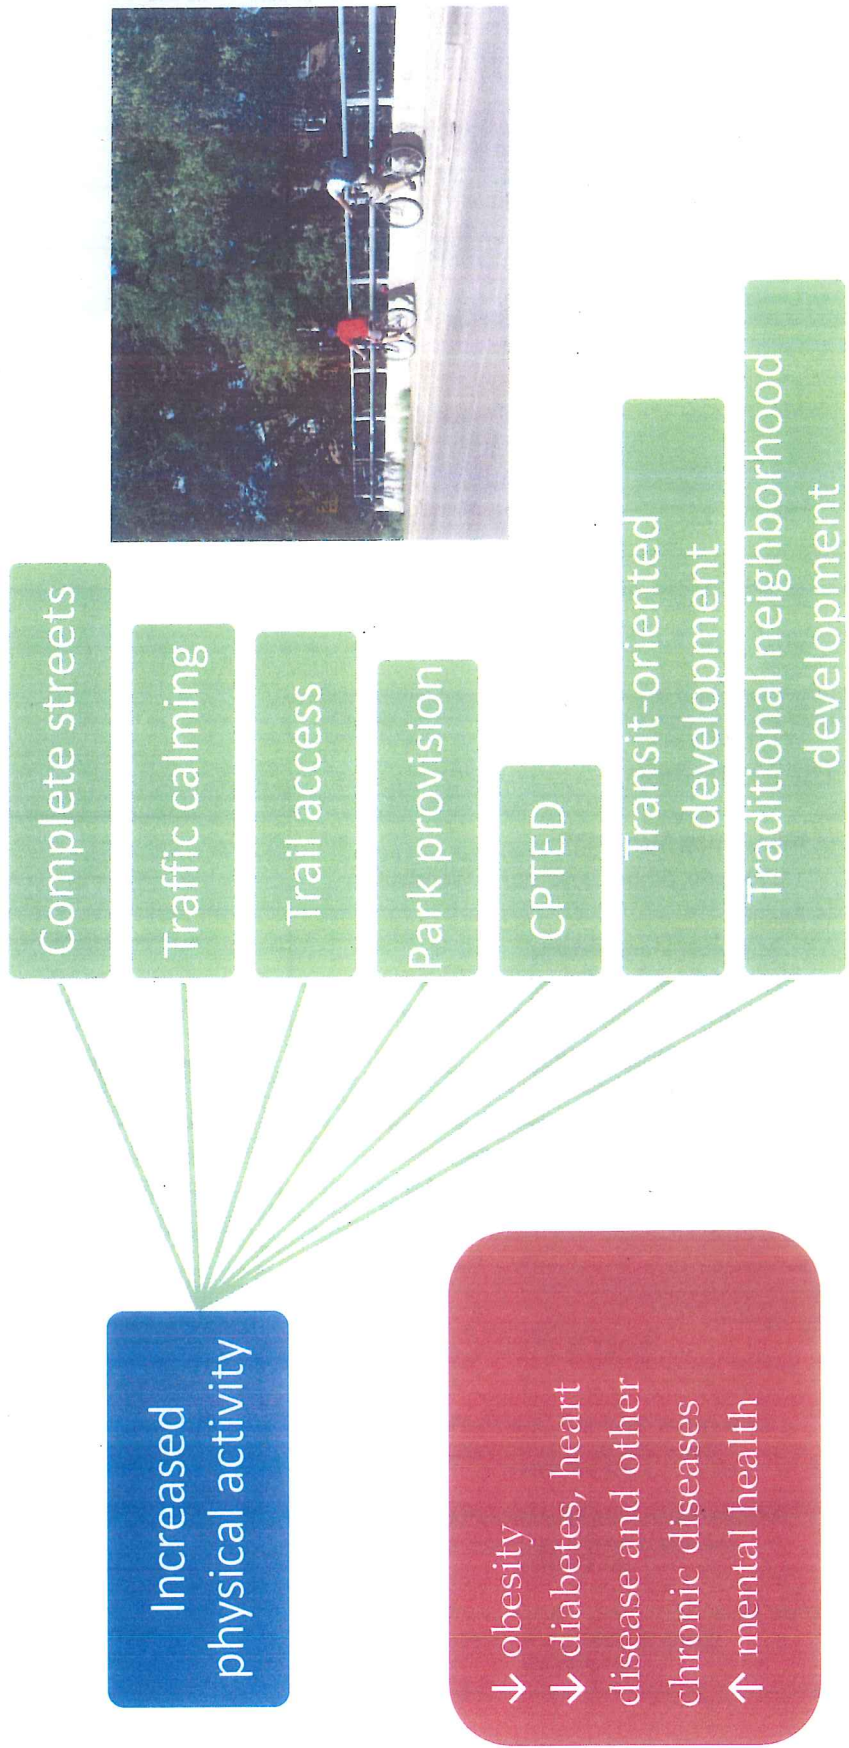 Increased
physical activity
Complete streets
Traffic calming
Trail access
Park provision
CPTED
Transit-oriented
development
Traditional neighborhood
development
↓ obesity
↓ diabetes, heart
disease and other
chronic diseases
↑ mental health